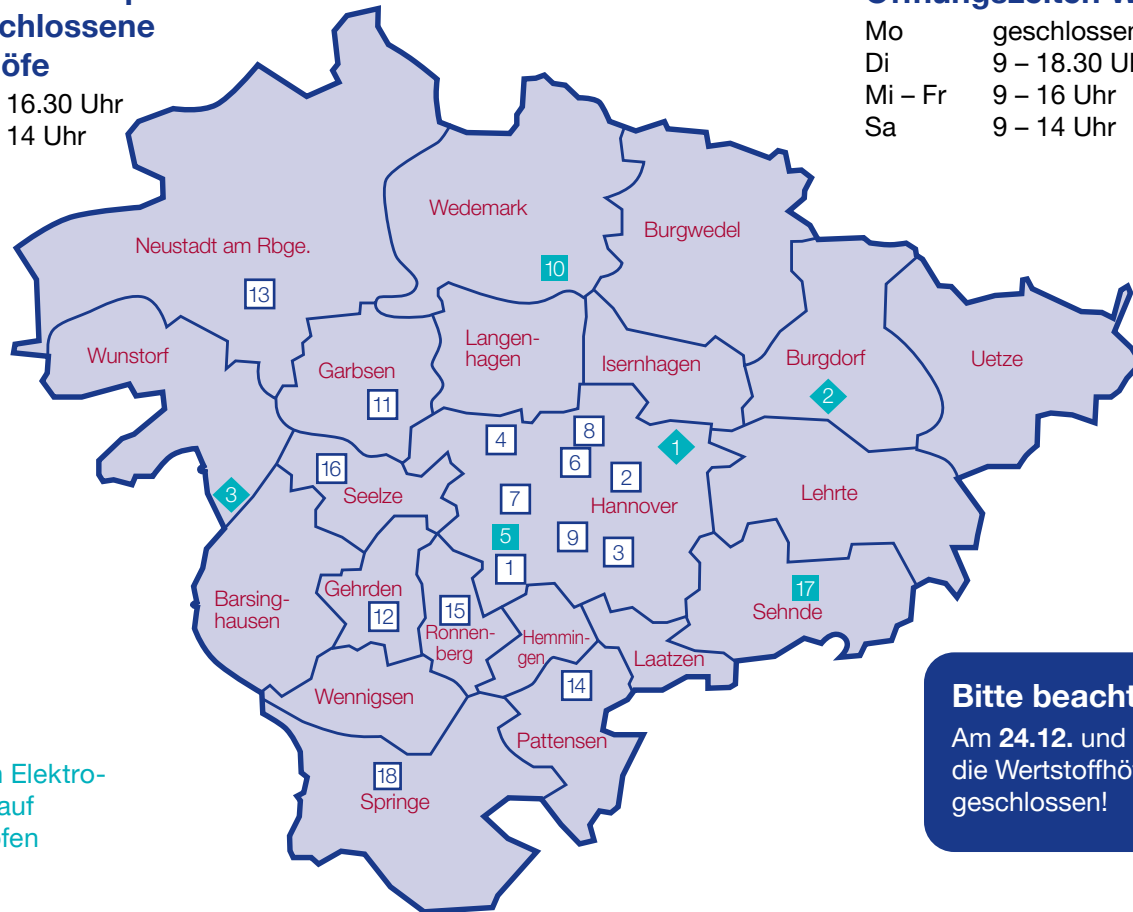 schlossene
öfe
16.30 Uhr
14 Uhr
Öffnungszeiten W
Mo geschlossen
Di 9 – 18.30 U
Mi – Fr 9 – 16 Uhr
Sa 9 – 14 Uhr
Wedemark
Burgwedel
Neustadt am Rbge.
10
13
Langen-
hagen
Wunstorf
Isernhagen
Burgdorf
Uetze
Garbsen
2
11
8
4
1
6
16
2
Seelze
3
7
Hannover
Lehrte
5
9
3
1
Gehrden
17
Barsing-
hausen
15
12
Sehnde
Ronnen-
berg
Hemmin-
gen
Laatzen
14
Wennigsen
Pattensen
18
Springe
Elektro-
auf
fen
Bitte beacht
Am 24.12. und
die Wertstoffhö
geschlossen!